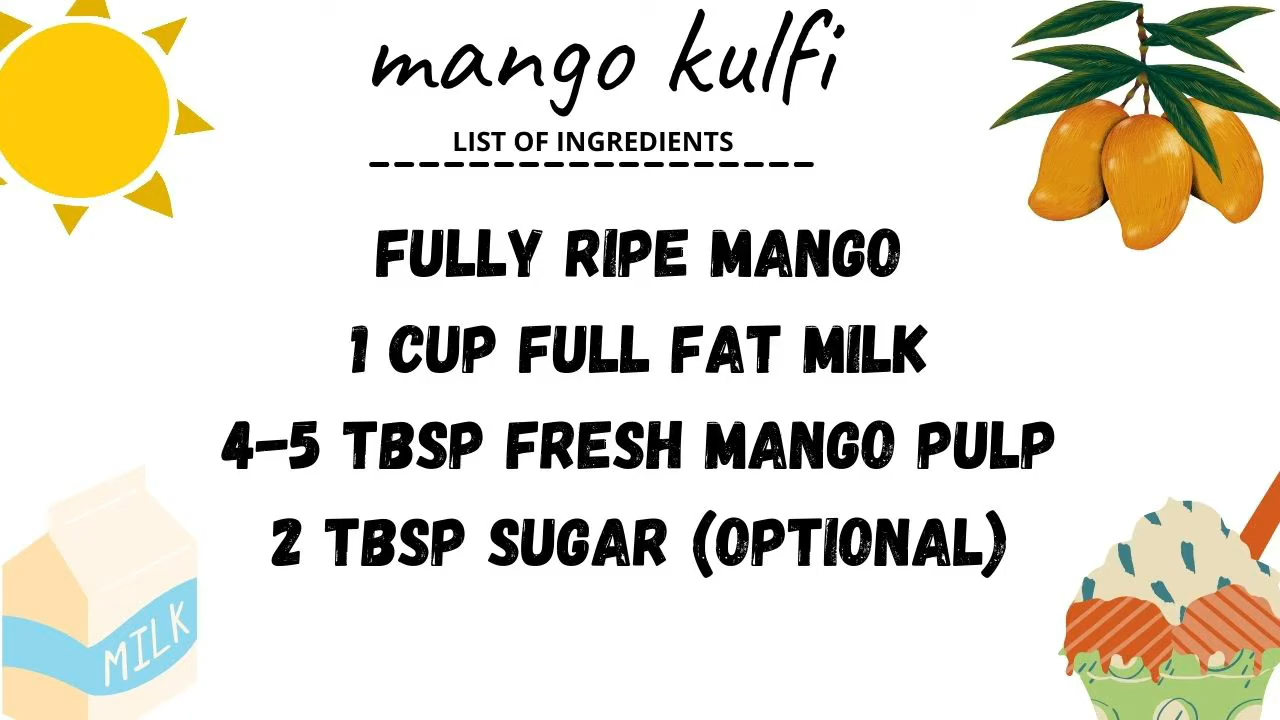 mango kulfi
LIST OF INGREDIENTS
FULLY RIPE MANGO
1 CUP FULL FAT MILK
4-5 TBSP FRESH MANGO PULP
2 TBSP SUGAR (OPTIONAL)
MILK